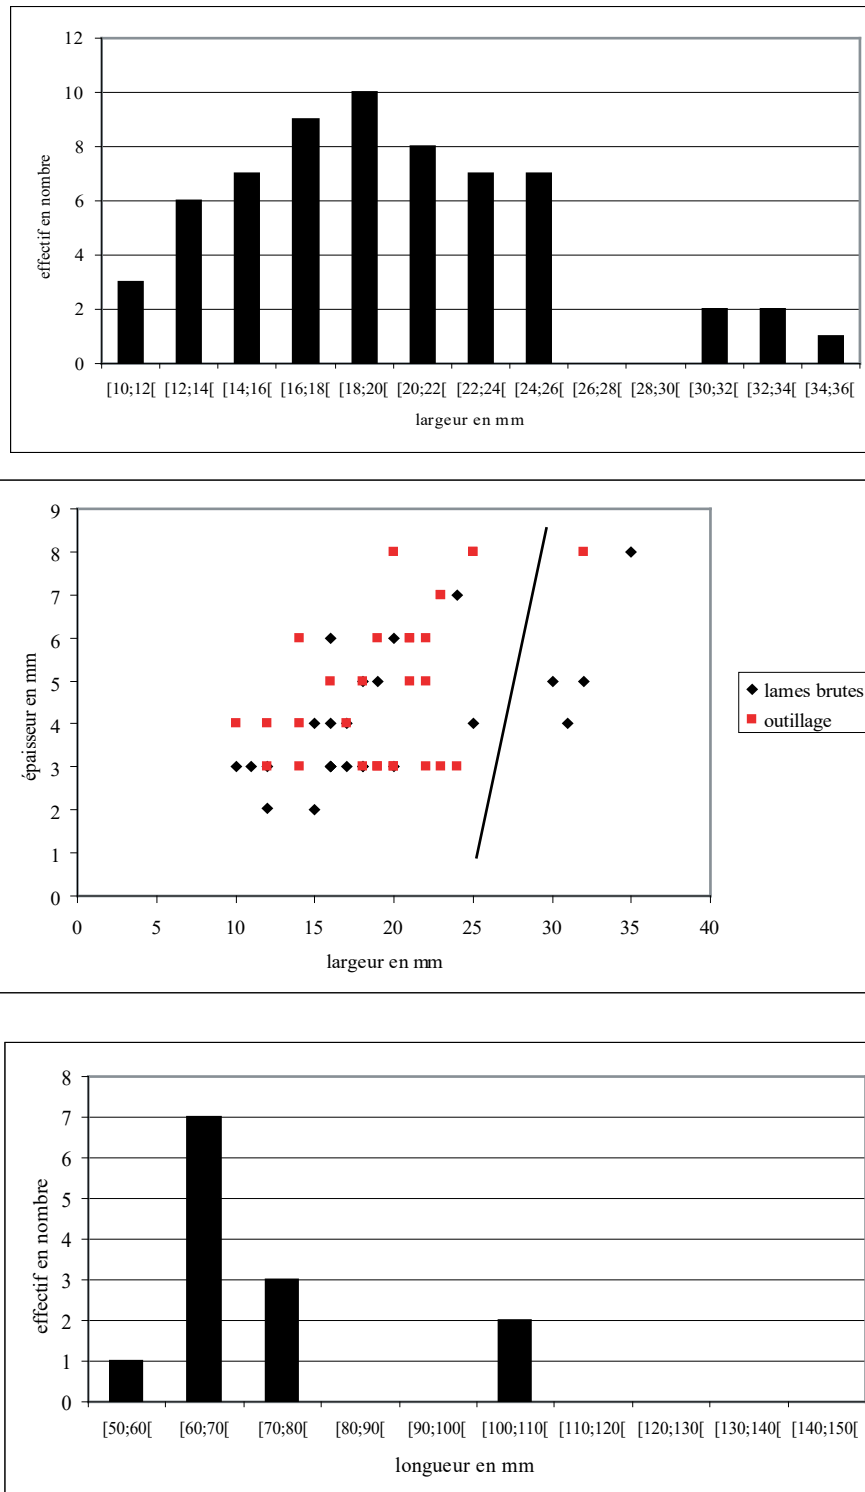 12
10
8
6
4
2
0
effectif en nombre
[10;12[ [12;14[ [14;16[ [16;18[ [18;20[ [20;22[ [22;24[ [24;26[ [26;28[ [28;30[ [30;32[ [32;34[ [34;36[
largeur en mm
9
8
7
6
5
4
3
2
1
0
épaisseur en mm
0 5 10 15 20 25 30 35 40
largeur en mm
lames brutes
outillage
8
7
6
5
4
3
2
1
0
effectif en nombre
[50;60[ [60;70[ [70;80[ [80;90[ [90;100[ [100;110[ [110;120[ [120;130[ [130;140[ [140;150[
longueur en mm